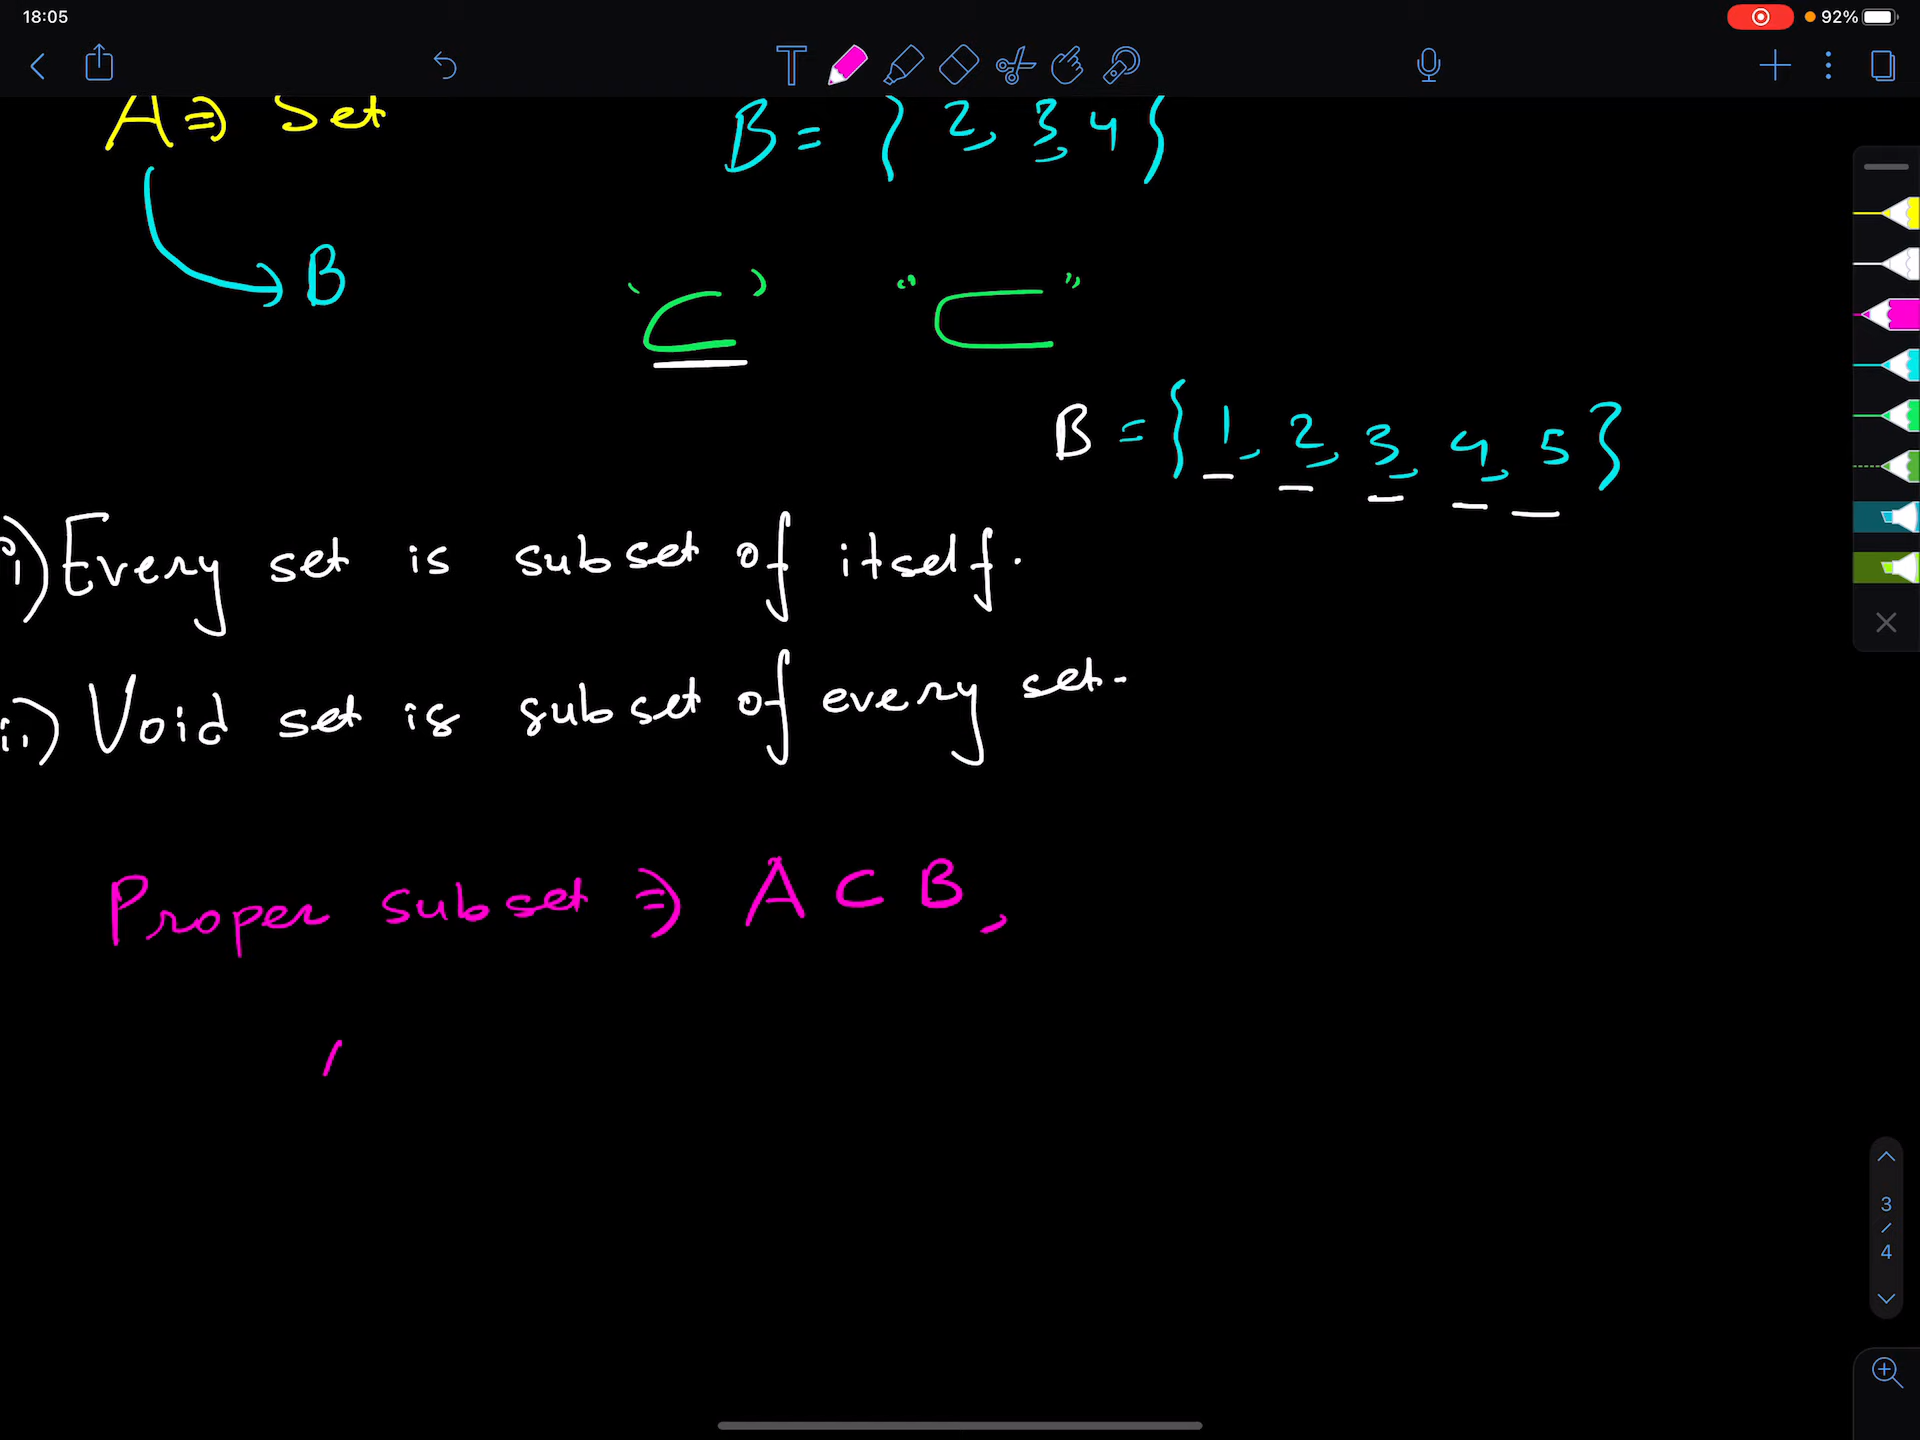 18:05
92%
A ⇒ Set
B = { 2, 3, 4 }
B
‘ ⊆ ’ “ ⊂ ”
B = { 1, 2, 3, 4, 5 }
i) Every set is subset of itself.
ii) Void set is subset of every set.
Proper subset ⇒ A ⊂ B,
3
/
4